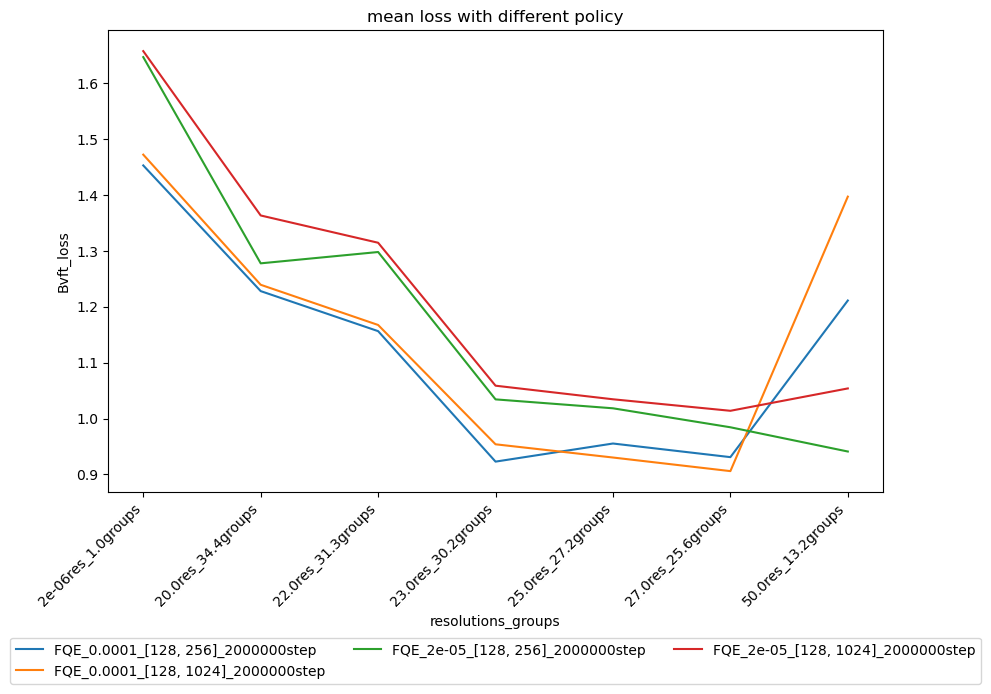 mean loss with different policy
1.6
1.5
1.4
1.3
1.2
1.1
1.0
0.9
Bvft_loss
2e-06res_1.0groups
20.0res_34.4groups
22.0res_31.3groups
23.0res_30.2groups
25.0res_27.2groups
27.0res_25.6groups
50.0res_13.2groups
resolutions_groups
FQE_0.0001_[128, 256]_2000000step
FQE_0.0001_[128, 1024]_2000000step
FQE_2e-05_[128, 256]_2000000step
FQE_2e-05_[128, 1024]_2000000step